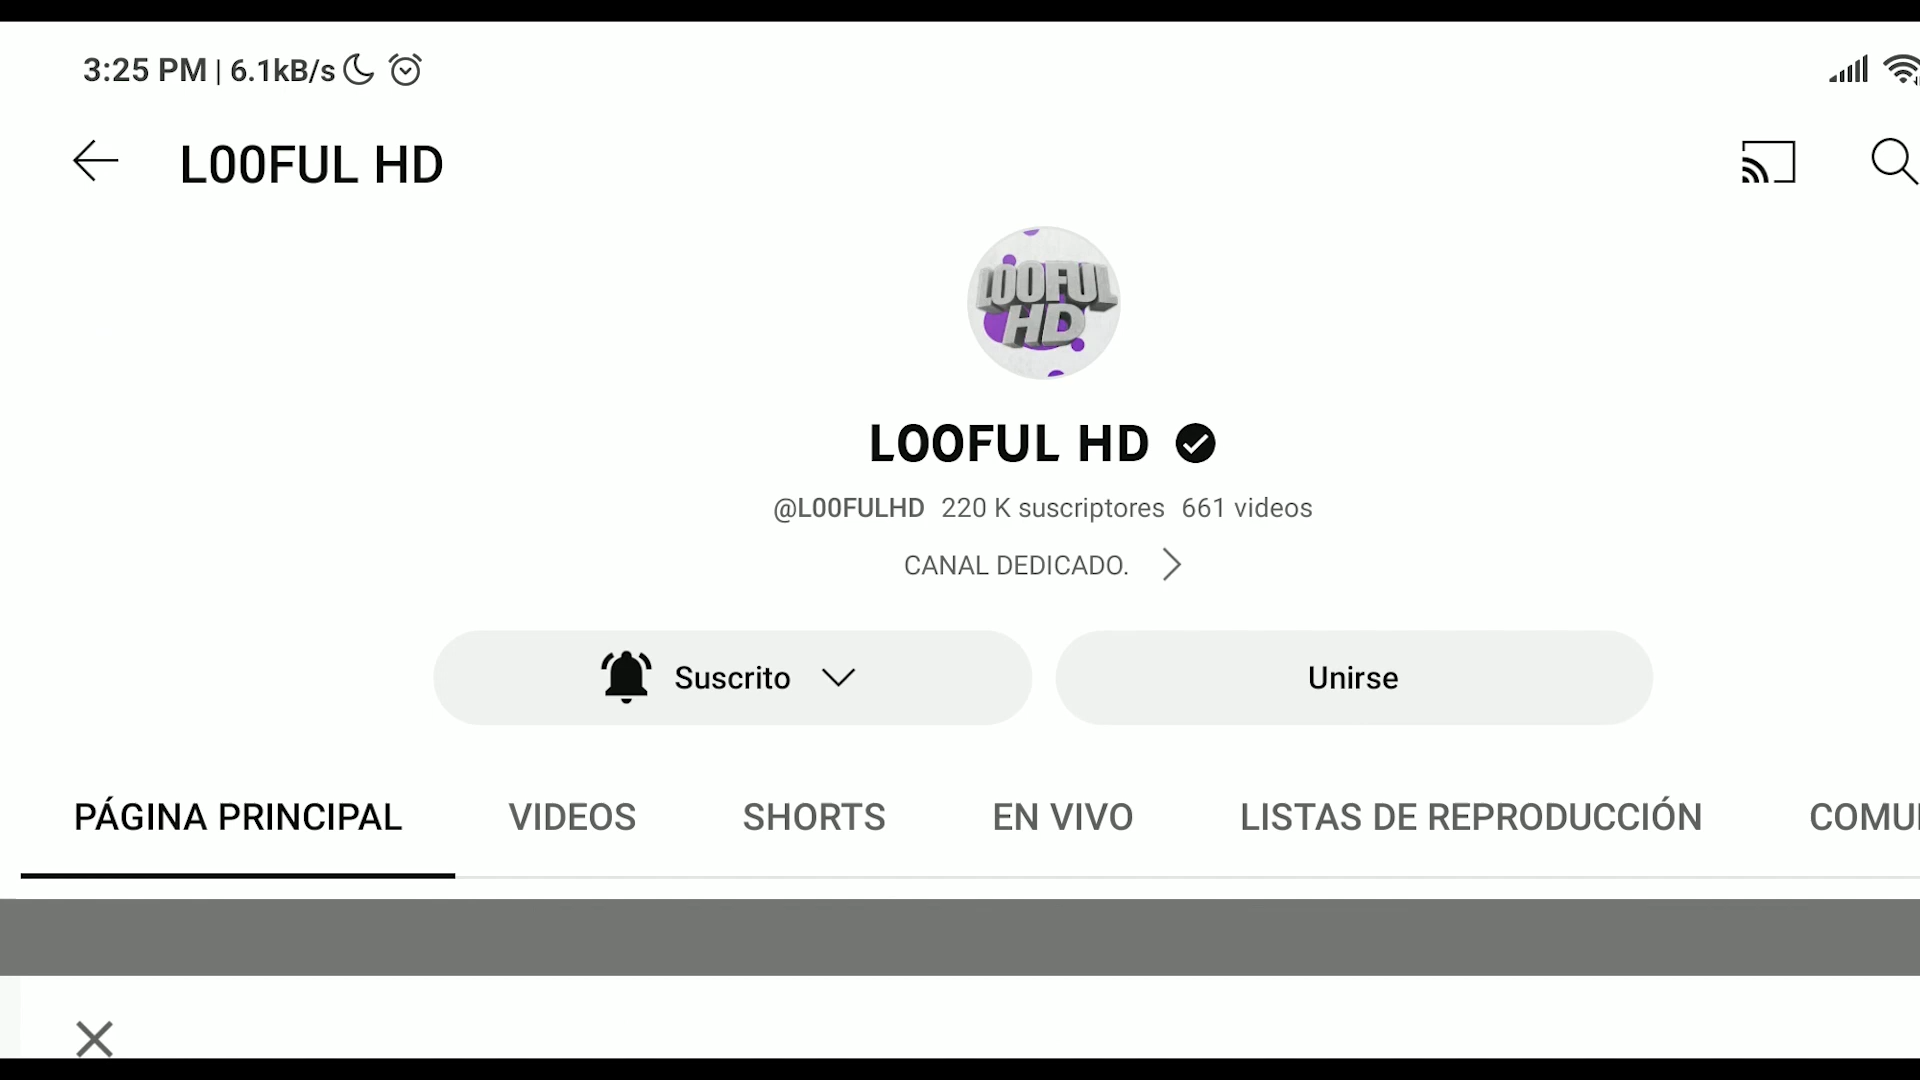 3:25 PM | 6.1kB/s
L00FUL HD
L00FUL
HD
L00FUL HD
@L00FULHD 220 K suscriptores 661 videos
CANAL DEDICADO.
Suscrito
Unirse
PÁGINA PRINCIPAL VIDEOS SHORTS EN VIVO LISTAS DE REPRODUCCIÓN COMU